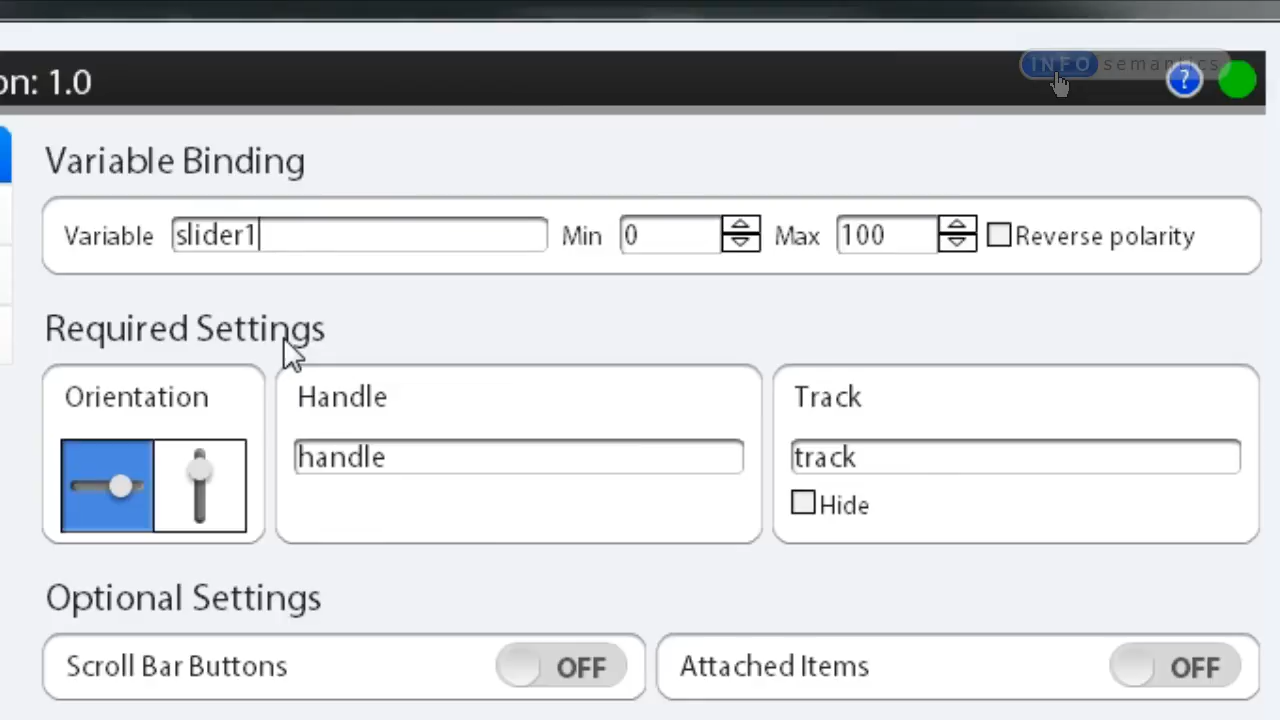 on: 1.0
INFO semantics
?
Variable Binding
Variable slider1 Min 0 Max 100 Reverse polarity
Required Settings
Orientation Handle Track
handle track
Hide
Optional Settings
Scroll Bar Buttons OFF Attached Items OFF